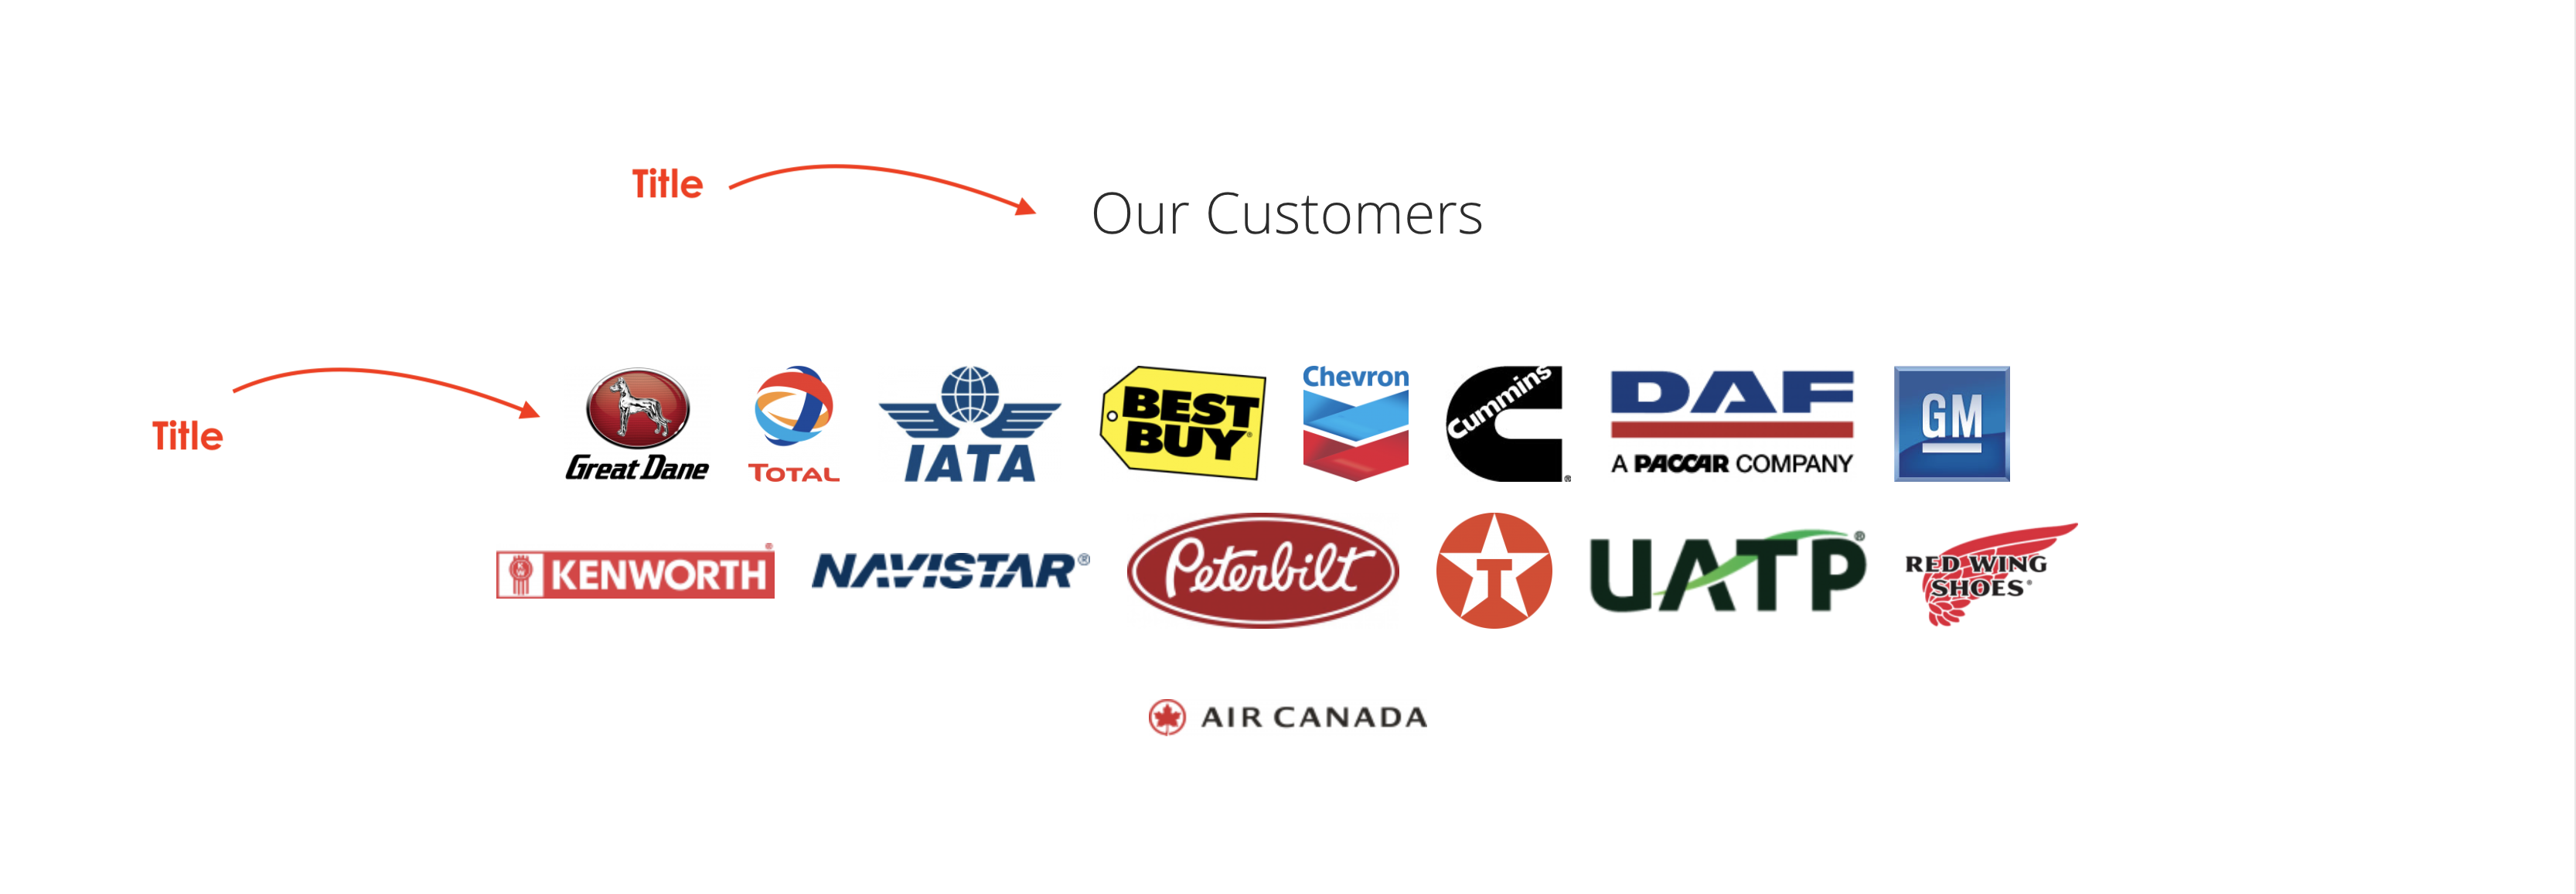 Title
Our Customers
Title
Great Dane
TOTAL
IATA
BEST
BUY
Chevron
Cummins
DAF
A PACCAR COMPANY
GM
KW
KENWORTH
NAVISTAR®
Peterbilt
T
UATP®
RED WING
SHOES®
AIR CANADA